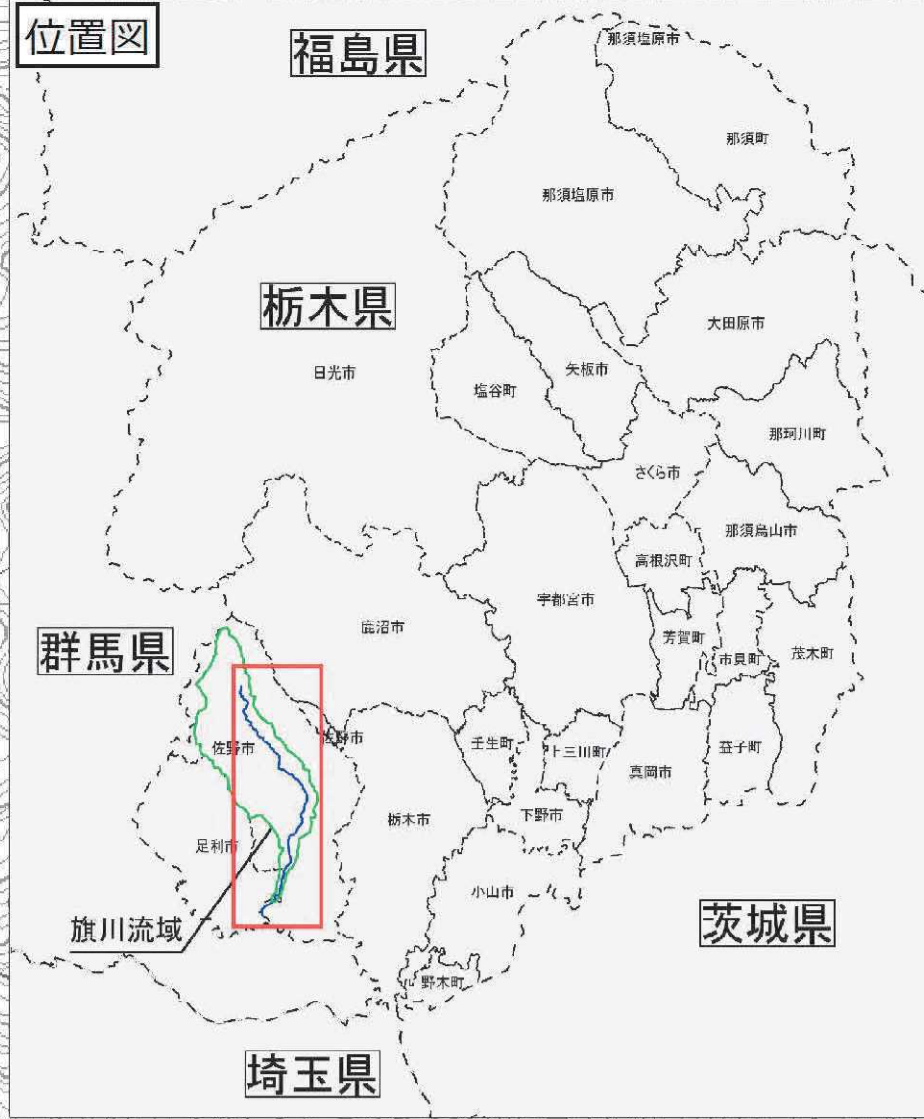 位置図
福島県
那須塩原市
那須町
那須塩原市
栃木県
大田原市
日光市
矢板市
塩谷町
那珂川町
さくら市
那須烏山市
高根沢町
宇都宮市
鹿沼市
芳賀町
市貝町
茂木町
群馬県
佐野市
佐野市
壬生町
上三川町
真岡市
益子町
栃木市
下野市
足利市
小山市
旗川流域
茨城県
野木町
埼玉県